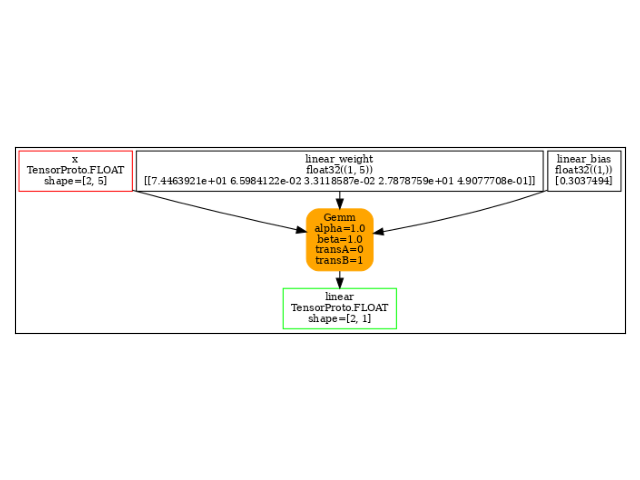 x
TensorProto.FLOAT
shape=[2, 5]
linear_weight
float32((1, 5))
[[7.4463921e+01 6.5984122e-02 3.3118587e-02 2.7878759e+01 4.9077708e-01]]
linear_bias
float32((1,))
[0.3037494]
Gemm
alpha=1.0
beta=1.0
transA=0
transB=1
linear
TensorProto.FLOAT
shape=[2, 1]